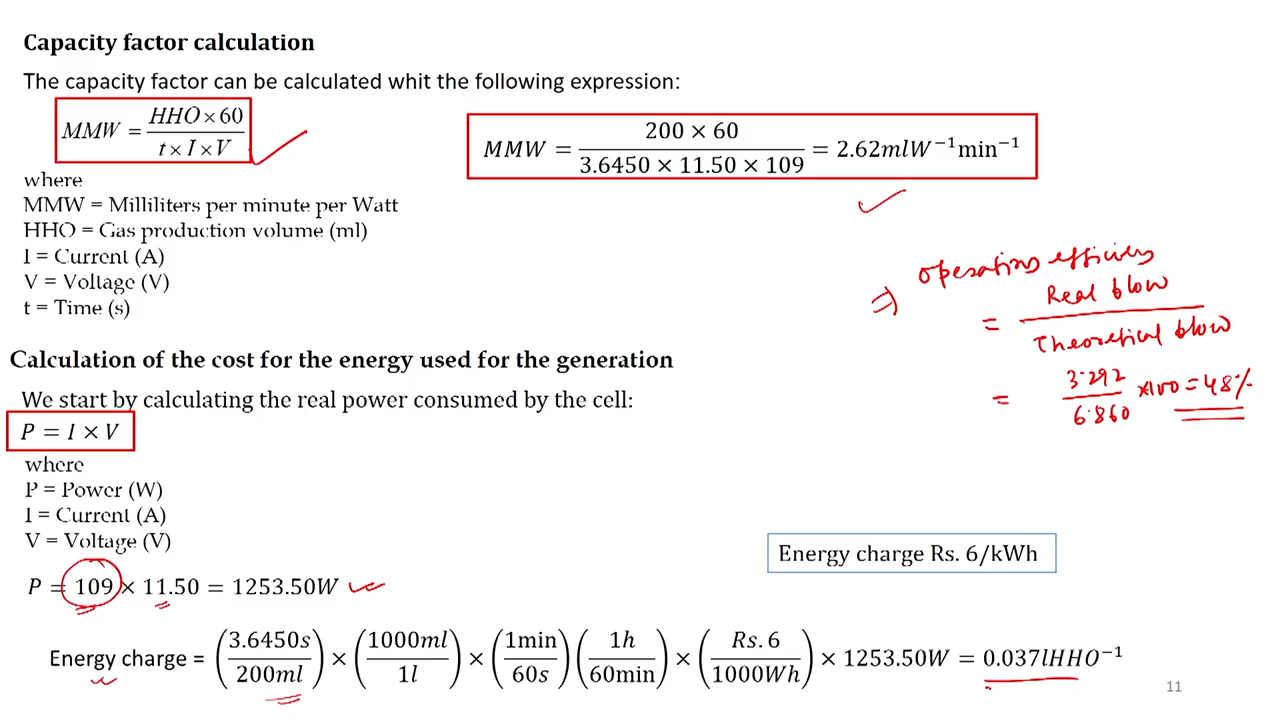 Capacity factor calculation
The capacity factor can be calculated whit the following expression:
MMW = HHO × 60 / t × I × V
MMW = 200 × 60 / 3.6450 × 11.50 × 109 = 2.62mlW⁻¹min⁻¹
where
MMW = Milliliters per minute per Watt
HHO = Gas production volume (ml)
I = Current (A)
V = Voltage (V)
t = Time (s)
⇒ Operating efficiency
= Real blow / Theoretical blow
= 3.292 / 6.860 × 100 = 48%
Calculation of the cost for the energy used for the generation
We start by calculating the real power consumed by the cell:
P = I × V
where
P = Power (W)
I = Current (A)
V = Voltage (V)
Energy charge Rs. 6/kWh
P = 109 × 11.50 = 1253.50W
Energy charge = (3.6450s / 200ml) × (1000ml / 1l) × (1min / 60s) (1h / 60min) × (Rs. 6 / 1000Wh) × 1253.50W = 0.037lHHO⁻¹
11